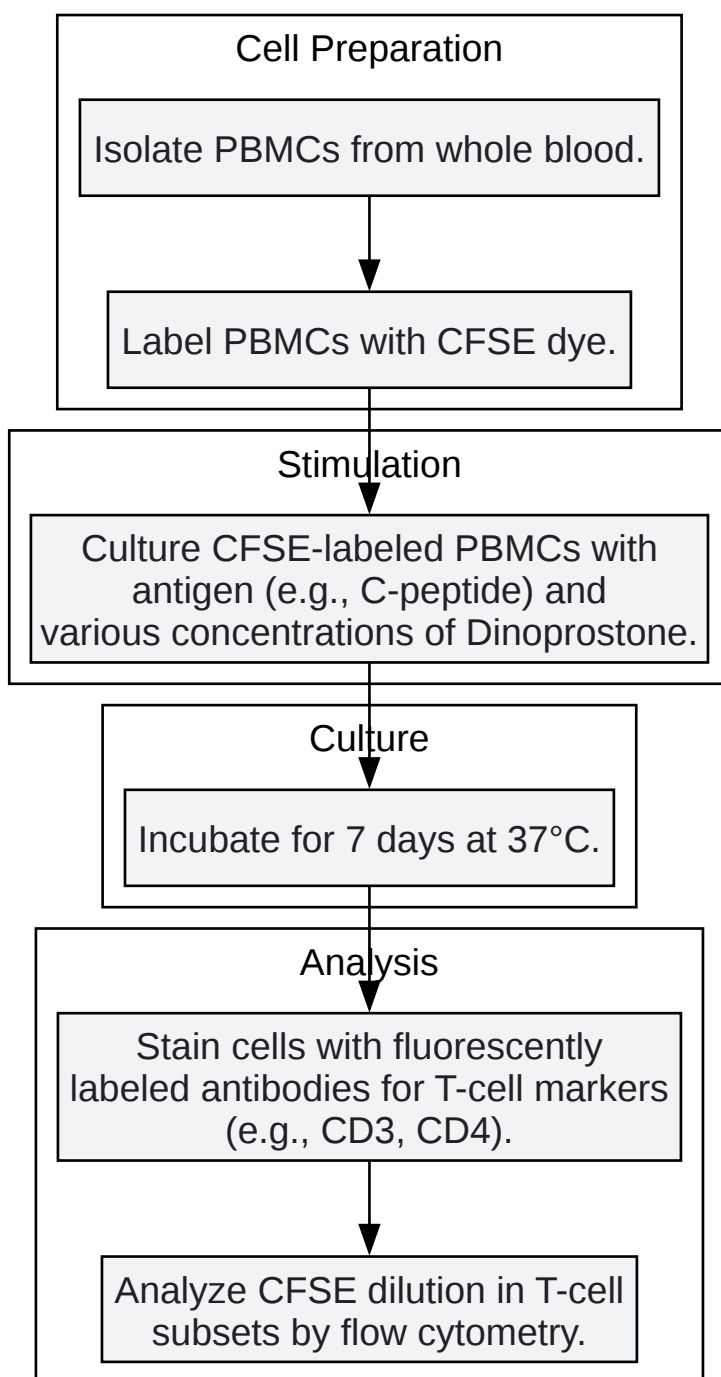 Cell Preparation
Isolate PBMCs from whole blood.
Label PBMCs with CFSE dye.
Stimulation
Culture CFSE-labeled PBMCs with
antigen (e.g., C-peptide) and
various concentrations of Dinoprostone.
Culture
Incubate for 7 days at 37°C.
Analysis
Stain cells with fluorescently
labeled antibodies for T-cell markers
(e.g., CD3, CD4).
Analyze CFSE dilution in T-cell
subsets by flow cytometry.